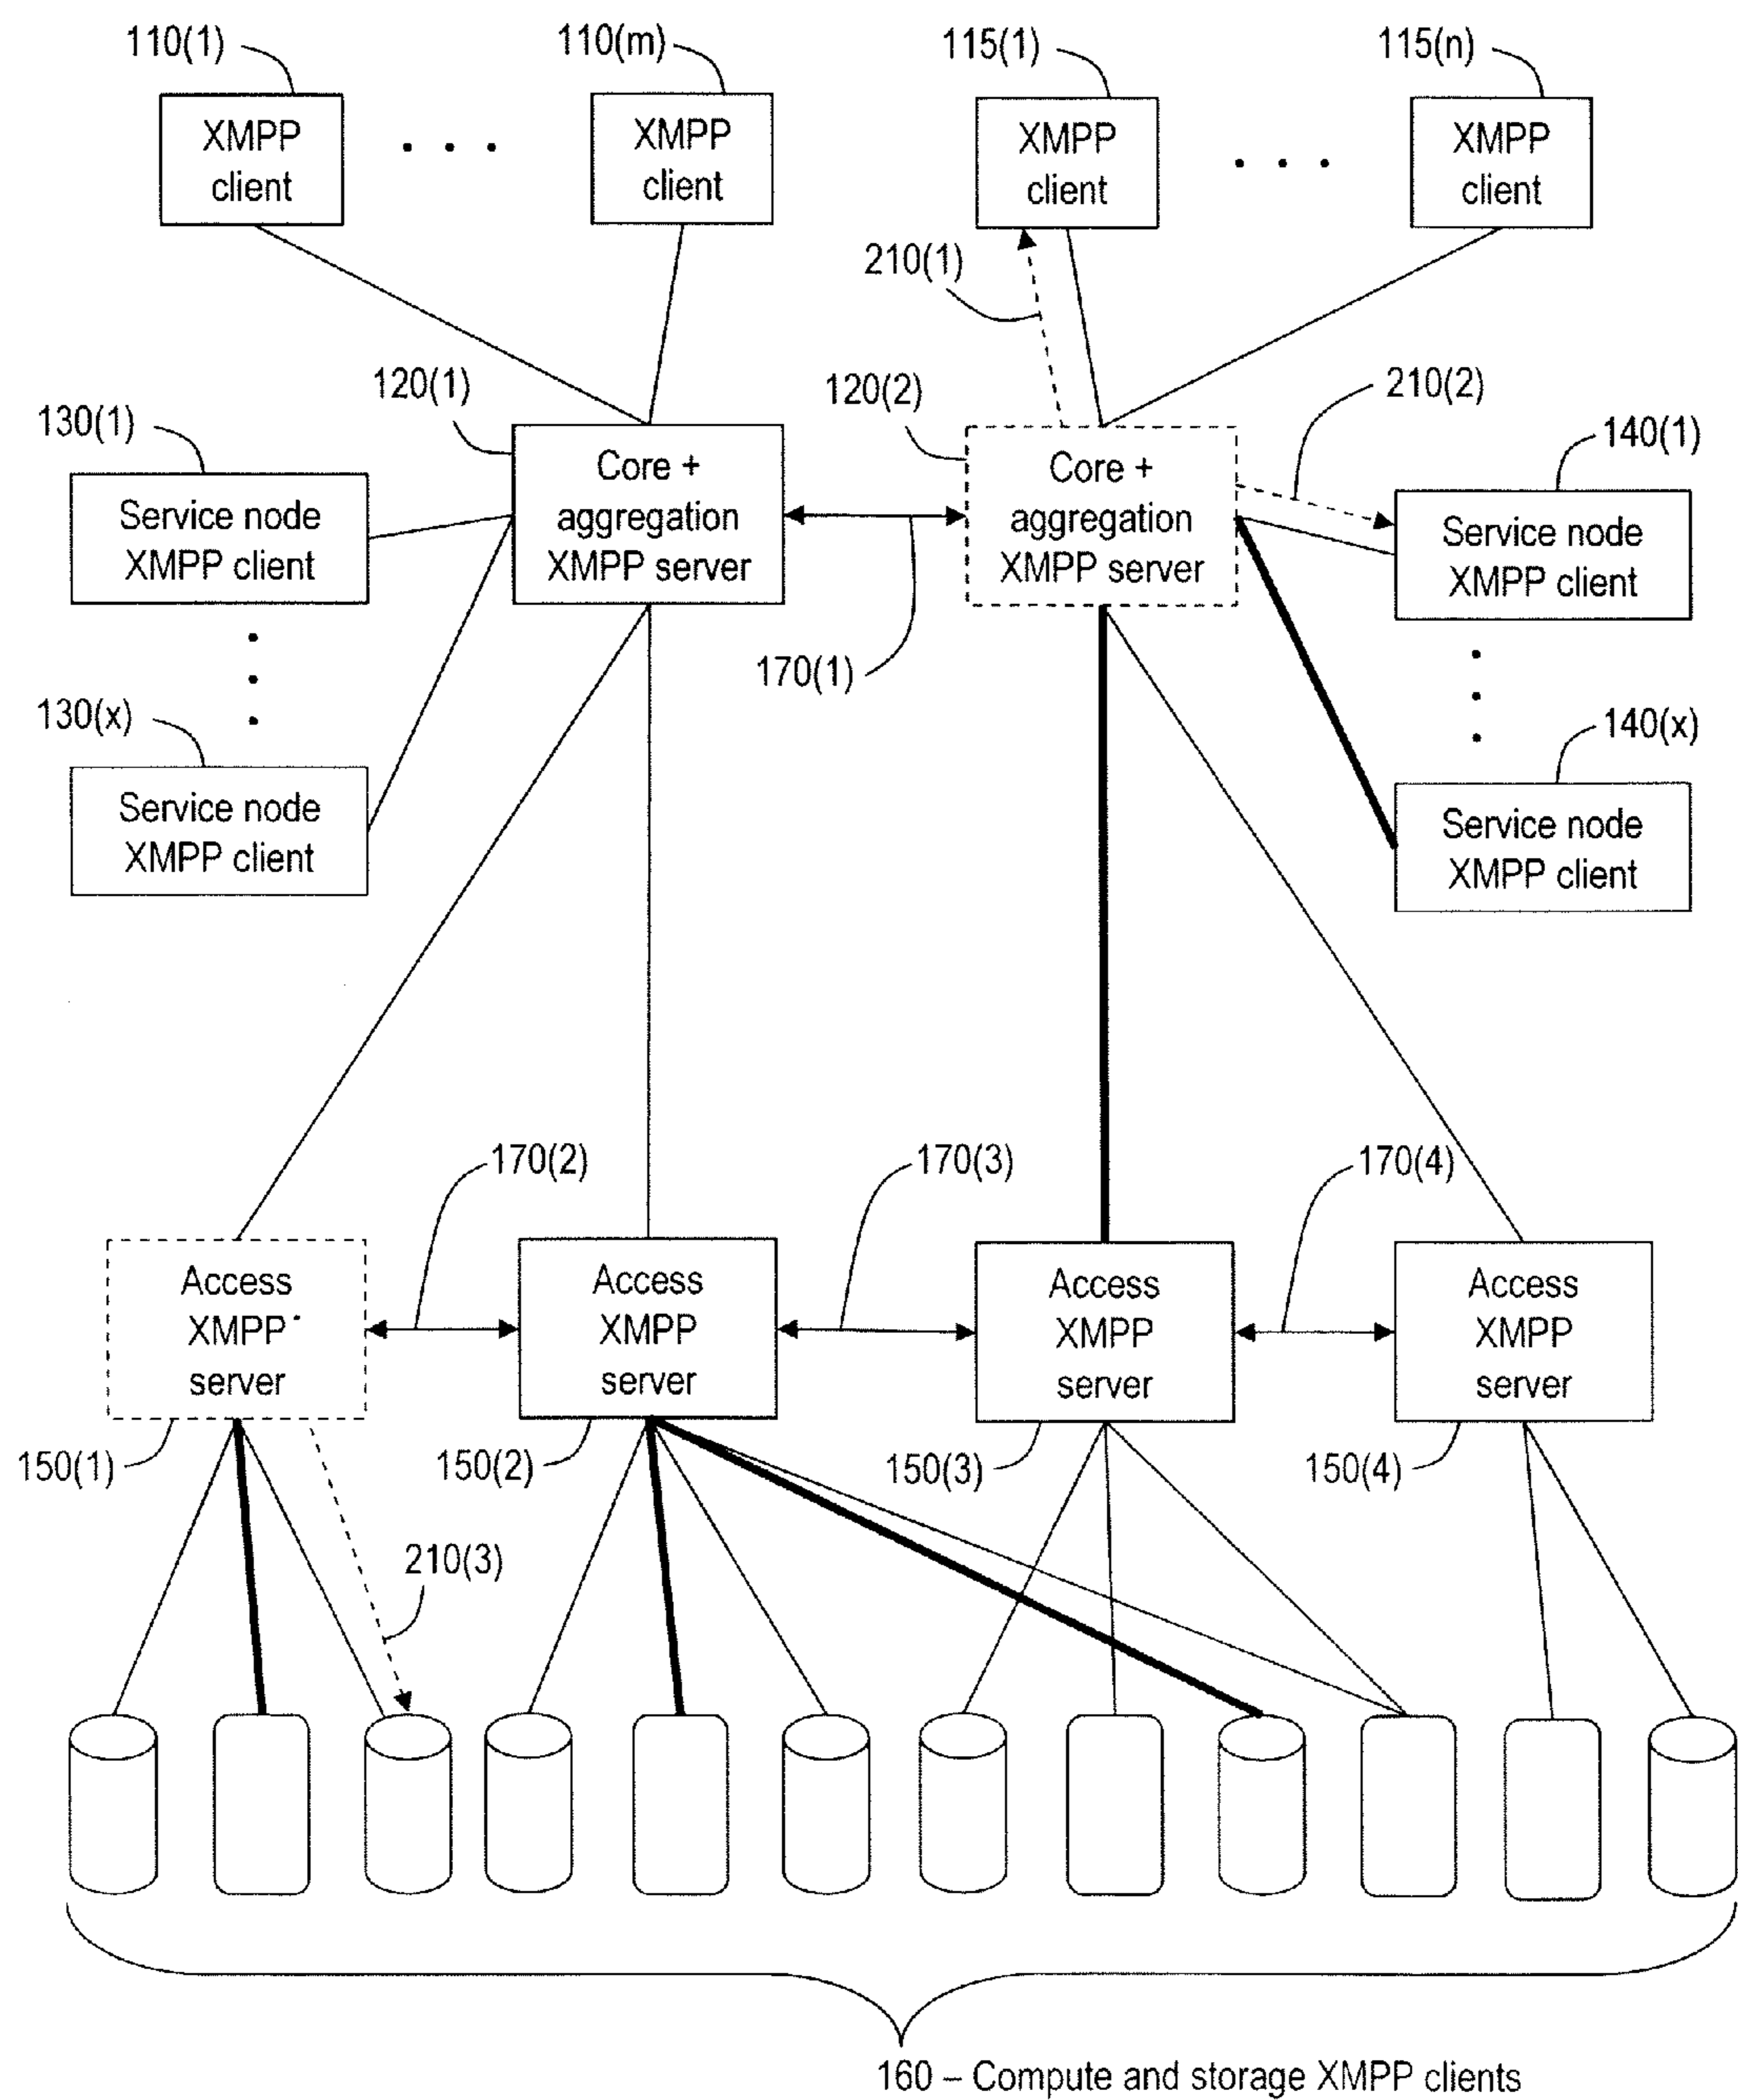 110(1)
110(m)
115(1)
115(n)
XMPP
client
XMPP
client
XMPP
client
XMPP
client
210(1)
120(1)
120(2)
210(2)
130(1)
140(1)
Core +
aggregation
XMPP server
Core +
aggregation
XMPP server
Service node
XMPP client
Service node
XMPP client
170(1)
130(x)
140(x)
Service node
XMPP client
Service node
XMPP client
170(2)
170(3)
170(4)
Access
XMPP
server
Access
XMPP
server
Access
XMPP
server
Access
XMPP
server
150(1)
150(2)
150(3)
150(4)
210(3)
160 – Compute and storage XMPP clients